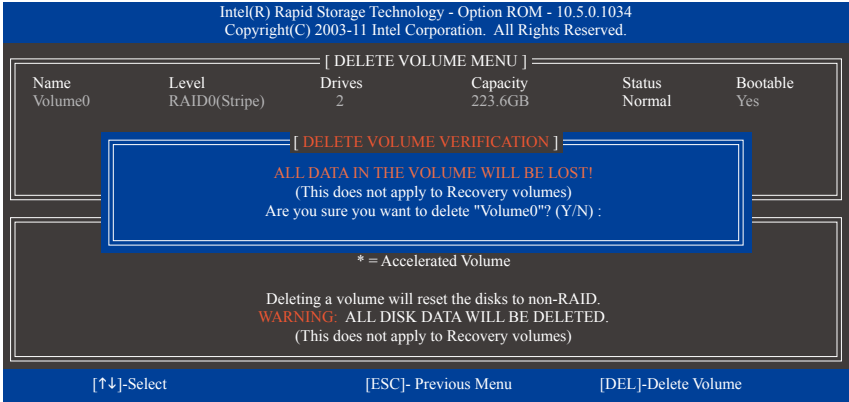 Intel(R) Rapid Storage Technology - Option ROM - 10.5.0.1034
Copyright(C) 2003-11 Intel Corporation. All Rights Reserved.
[ DELETE VOLUME MENU ]
Name Level Drives Capacity Status Bootable
Volume0 RAID0(Stripe) 2 223.6GB Normal Yes
[ DELETE VOLUME VERIFICATION ]
ALL DATA IN THE VOLUME WILL BE LOST!
(This does not apply to Recovery volumes)
Are you sure you want to delete "Volume0"? (Y/N) :
* = Accelerated Volume
Deleting a volume will reset the disks to non-RAID.
WARNING: ALL DISK DATA WILL BE DELETED.
(This does not apply to Recovery volumes)
[↑↓]-Select [ESC]- Previous Menu [DEL]-Delete Volume